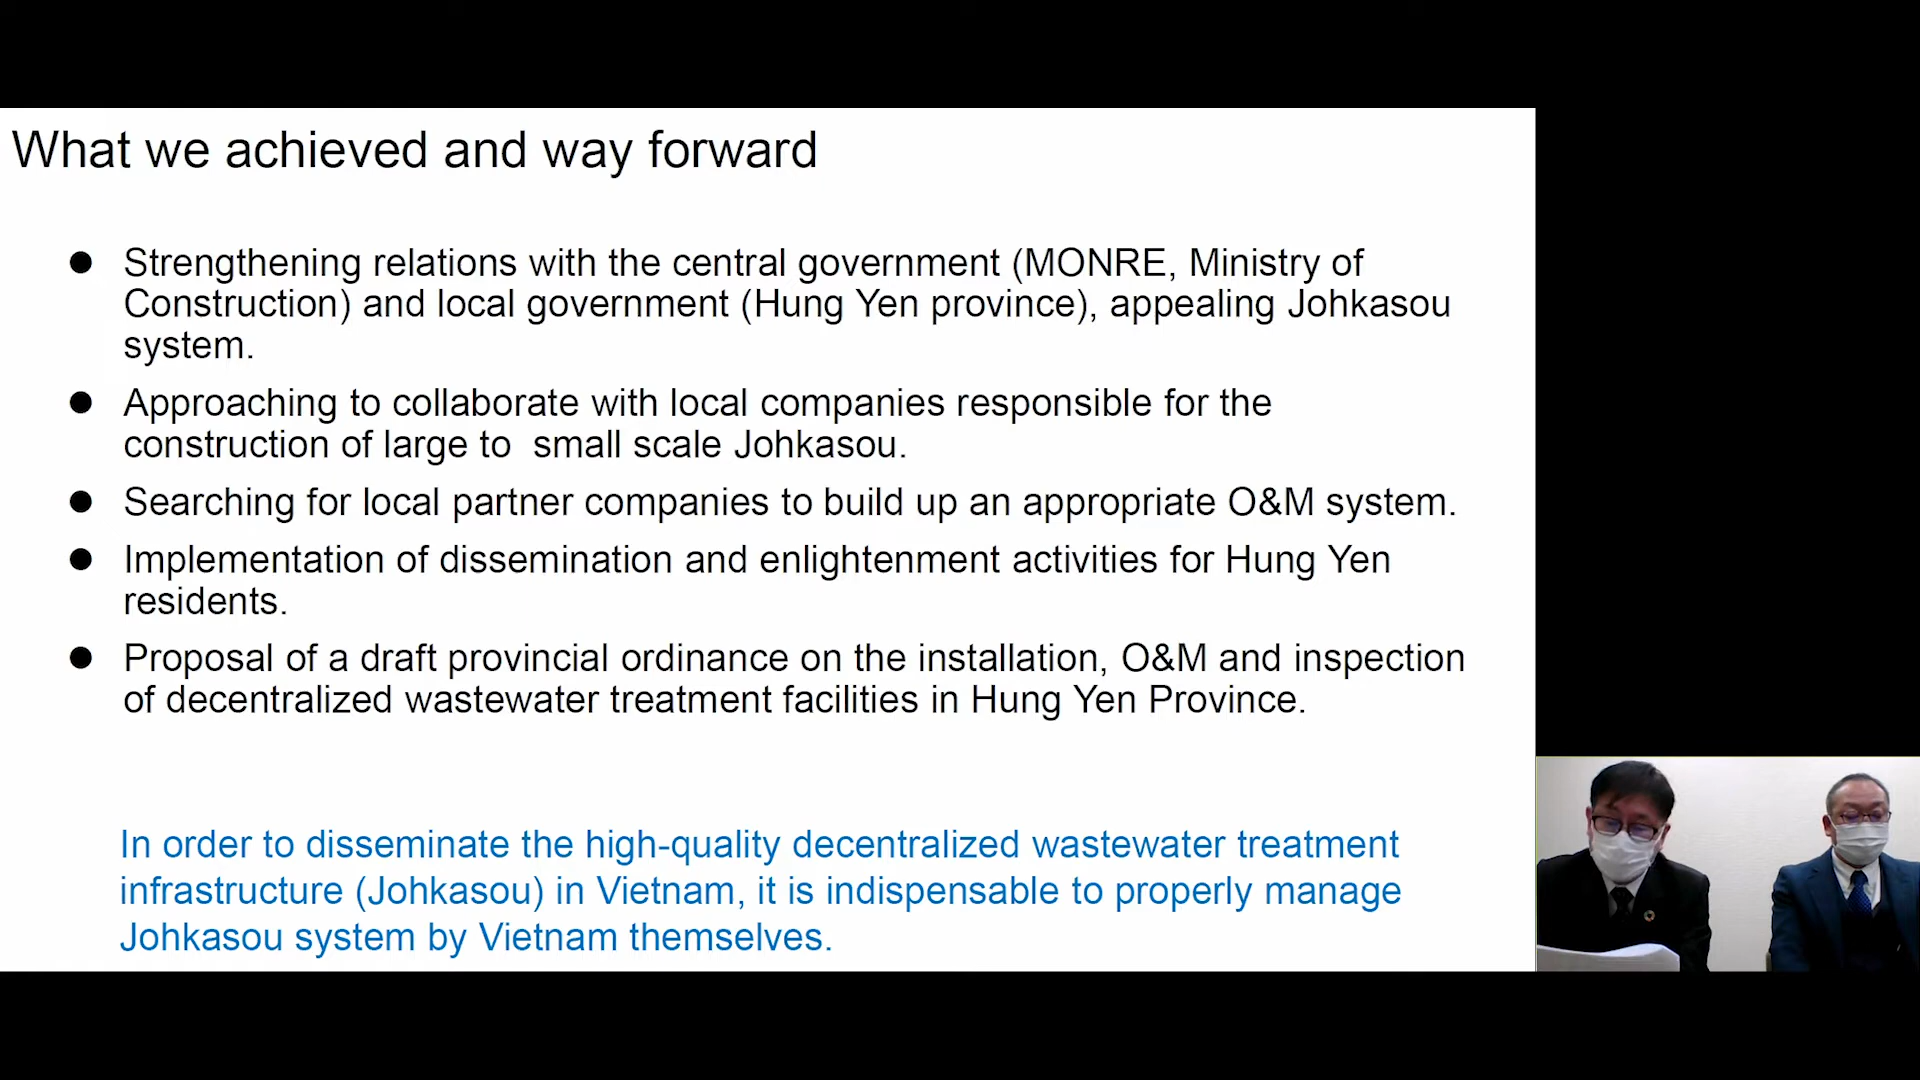 What we achieved and way forward
● Strengthening relations with the central government (MONRE, Ministry of
Construction) and local government (Hung Yen province), appealing Johkasou
system.
● Approaching to collaborate with local companies responsible for the
construction of large to  small scale Johkasou.
● Searching for local partner companies to build up an appropriate O&M system.
● Implementation of dissemination and enlightenment activities for Hung Yen
residents.
● Proposal of a draft provincial ordinance on the installation, O&M and inspection
of decentralized wastewater treatment facilities in Hung Yen Province.
In order to disseminate the high-quality decentralized wastewater treatment
infrastructure (Johkasou) in Vietnam, it is indispensable to properly manage
Johkasou system by Vietnam themselves.